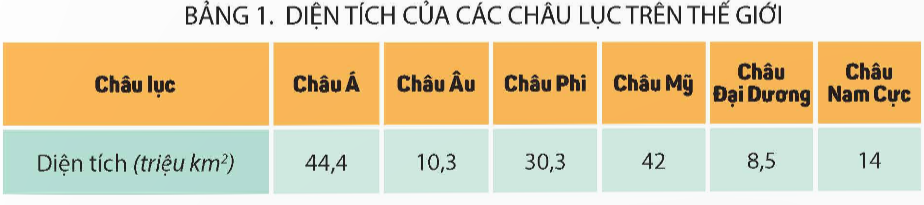 BẢNG 1. DIỆN TÍCH CỦA CÁC CHÂU LỤC TRÊN THẾ GIỚI
Châu lục Châu Á Châu Âu Châu Phi Châu Mỹ Châu Đại Dương Châu Nam Cực
Diện tích (triệu km²) 44,4 10,3 30,3 42 8,5 14